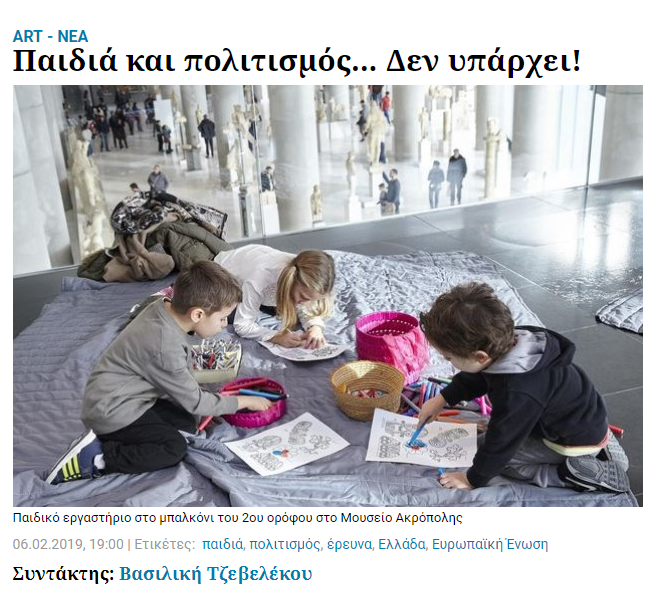 ART - ΝΕΑ
Παιδιά και πολιτισμός... Δεν υπάρχει!
Παιδικό εργαστήριο στο μπαλκόνι του 2ου ορόφου στο Μουσείο Ακρόπολης
06.02.2019, 19:00 | Ετικέτες: παιδιά, πολιτισμός, έρευνα, Ελλάδα, Ευρωπαϊκή Ένωση
Συντάκτης: Βασιλική Τζεβελέκου